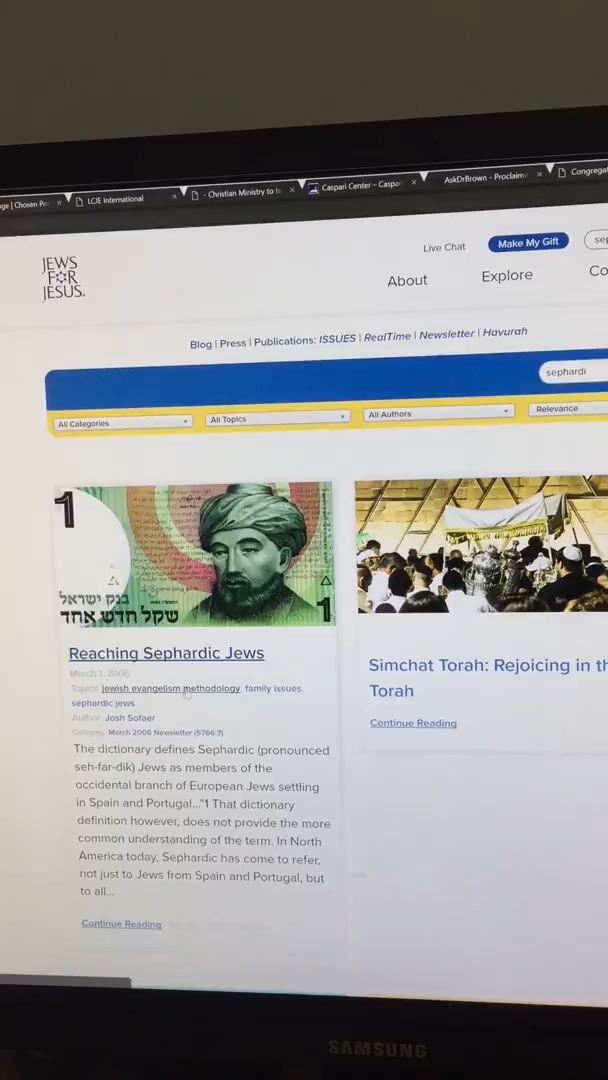 Chosen Pe
LCJE International
- Christian Ministry to Is
Caspari Center – Caspar
AskDrBrown - Proclaimi
Congregat
JEWS
FOR
JESUS.
Live Chat
Make My Gift
sep
About
Explore
Co
Blog | Press | Publications: ISSUES | RealTime | Newsletter | Havurah
sephardi
All Categories
All Topics
All Authors
Relevance
1
בנק ישראל
שקל חדש אחד
1
Reaching Sephardic Jews
March 1, 2006
Topics: Jewish evangelism methodology, family issues,
sephardic jews
Author: Josh Sofaer
Category: March 2006 Newsletter (5766:7)
The dictionary defines Sephardic (pronounced
seh-far-dik) Jews as members of the
occidental branch of European Jews settling
in Spain and Portugal..."1 That dictionary
definition however, does not provide the more
common understanding of the term. In North
America today, Sephardic has come to refer,
not just to Jews from Spain and Portugal, but
to all...
Continue Reading
Simchat Torah: Rejoicing in th
Torah
Continue Reading
SAMSUNG